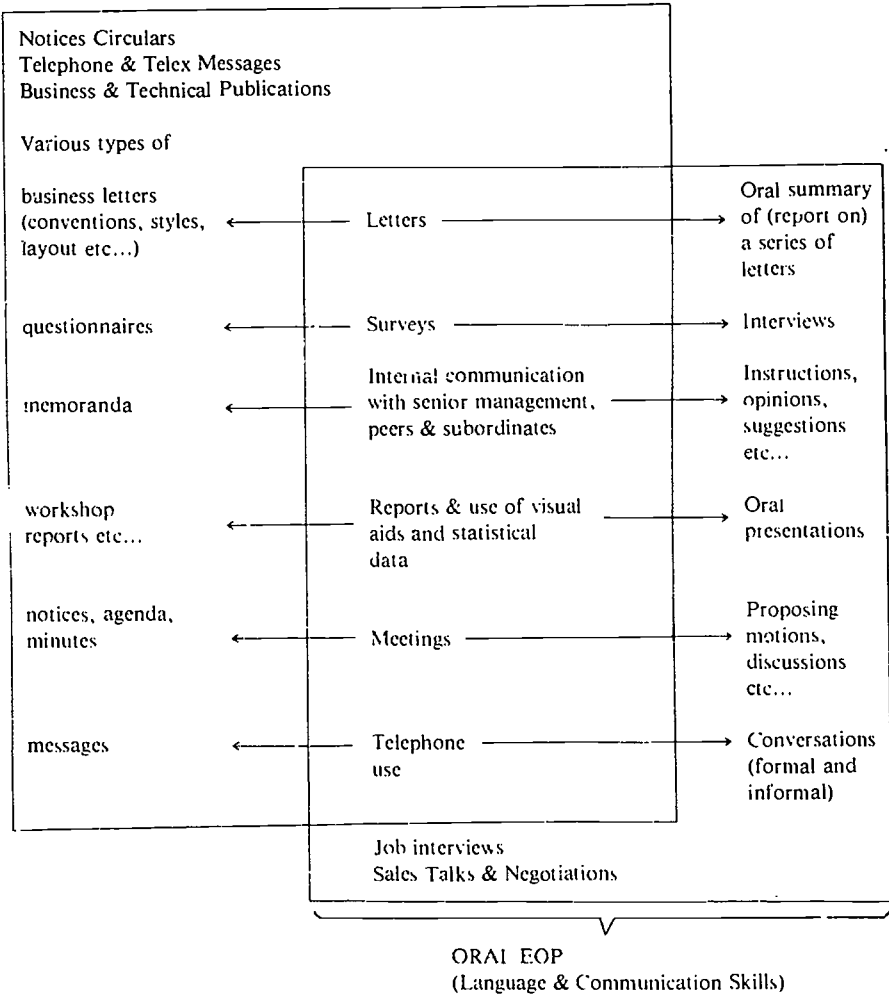 Notices Circulars
Telephone & Telex Messages
Business & Technical Publications
Various types of
business letters
(conventions, styles,
layout etc...)
Letters
Oral summary
of (report on)
a series of
letters
questionnaires
Surveys
Interviews
memoranda
Internal communication
with senior management,
peers & subordinates
Instructions,
opinions,
suggestions
etc...
workshop
reports etc...
Reports & use of visual
aids and statistical
data
Oral
presentations
notices, agenda,
minutes
Meetings
Proposing
motions,
discussions
etc...
messages
Telephone
use
Conversations
(formal and
informal)
Job interviews
Sales Talks & Negotiations
ORAL EOP
(Language & Communication Skills)